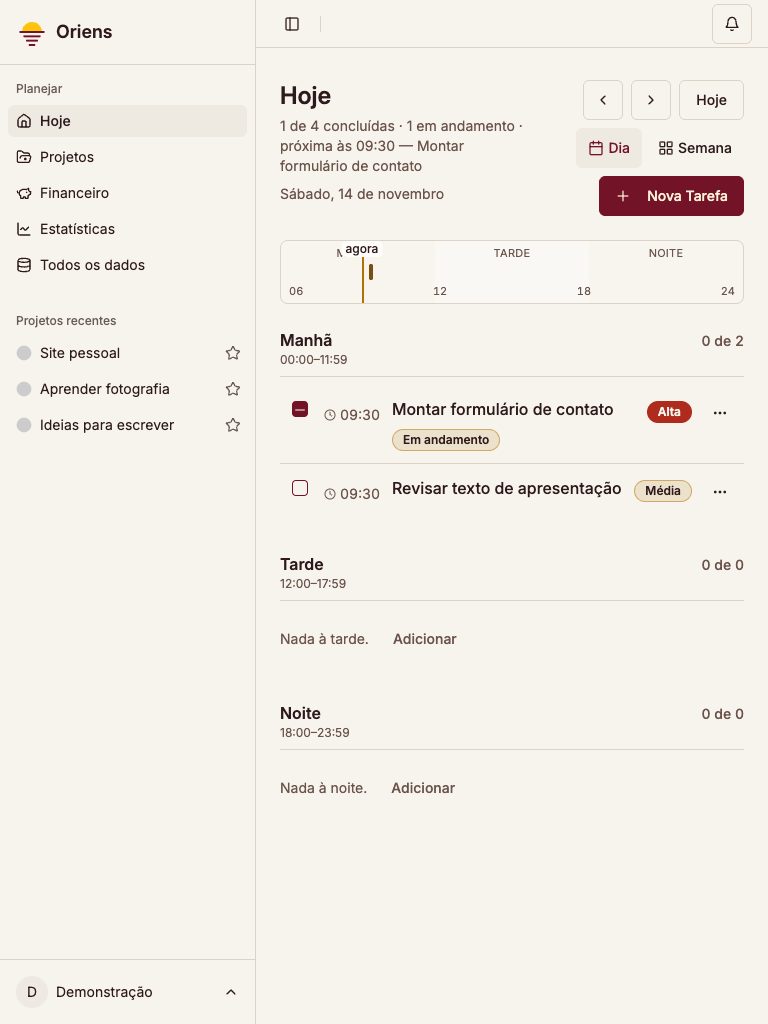 Oriens
Planejar
Hoje
Projetos
Financeiro
Estatísticas
Todos os dados
Projetos recentes
Site pessoal
Aprender fotografia
Ideias para escrever
D
Demonstração
Hoje
1 de 4 concluídas · 1 em andamento ·
próxima às 09:30 — Montar
formulário de contato
Sábado, 14 de novembro
Hoje
Dia
Semana
Nova Tarefa
agora
TARDE
NOITE
06
12
18
24
Manhã
0 de 2
00:00–11:59
09:30
Montar formulário de contato
Alta
Em andamento
09:30
Revisar texto de apresentação
Média
Tarde
0 de 0
12:00–17:59
Nada à tarde.
Adicionar
Noite
0 de 0
18:00–23:59
Nada à noite.
Adicionar